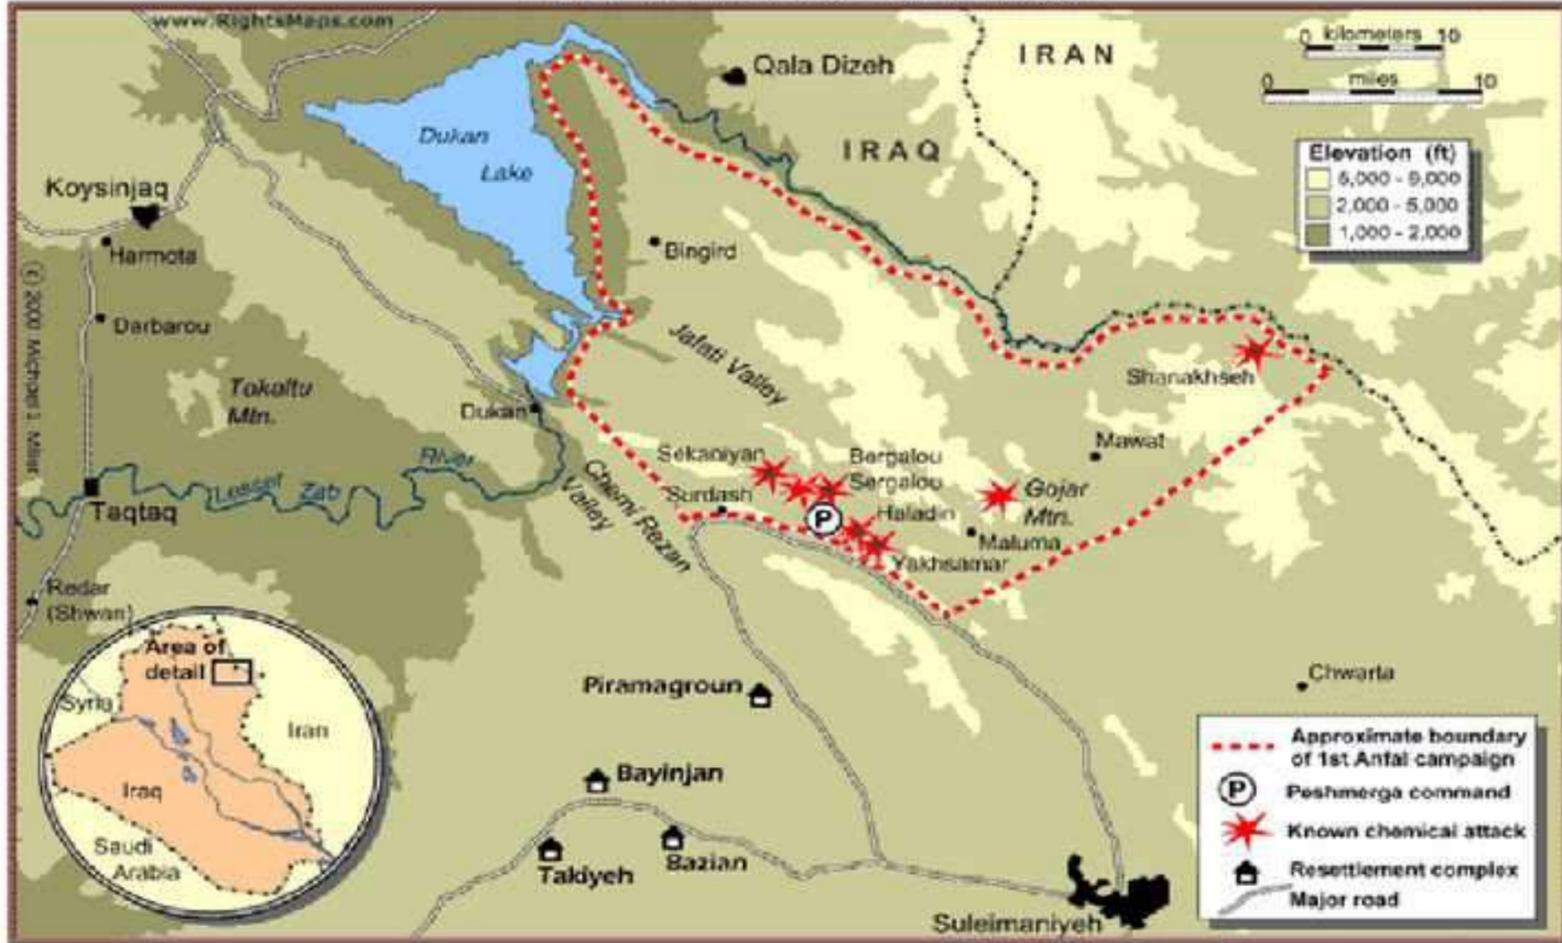 www.RightsMaps.com
0 kilometers 10
0 miles 10
IRAN
Qala Dizeh
IRAQ
Elevation (ft)
5,000 - 9,000
2,000 - 5,000
1,000 - 2,000
Dukan
Lake
Koysinjaq
Harmota
Bingird
Darbarou
Jafati Valley
Shanakhseh
Tokoltu
Mtn.
Dukan
Mawat
Sekaniyan
Bergalou
Sergalou
River
Lesser Zab
Chemi Rezan
Valley
Surdash
Gojar
Mtn.
Haladin
P
Taqtaq
Maluma
Yakhsamar
Redar
(Shwan)
Area of
detail
Syria
Iran
Iraq
Saudi
Arabia
Piramagroun
Chwarta
Bayinjan
Takiyeh
Bazian
Suleimaniyeh
Approximate boundary
of 1st Anfal campaign
P Peshmerga command
Known chemical attack
Resettlement complex
Major road